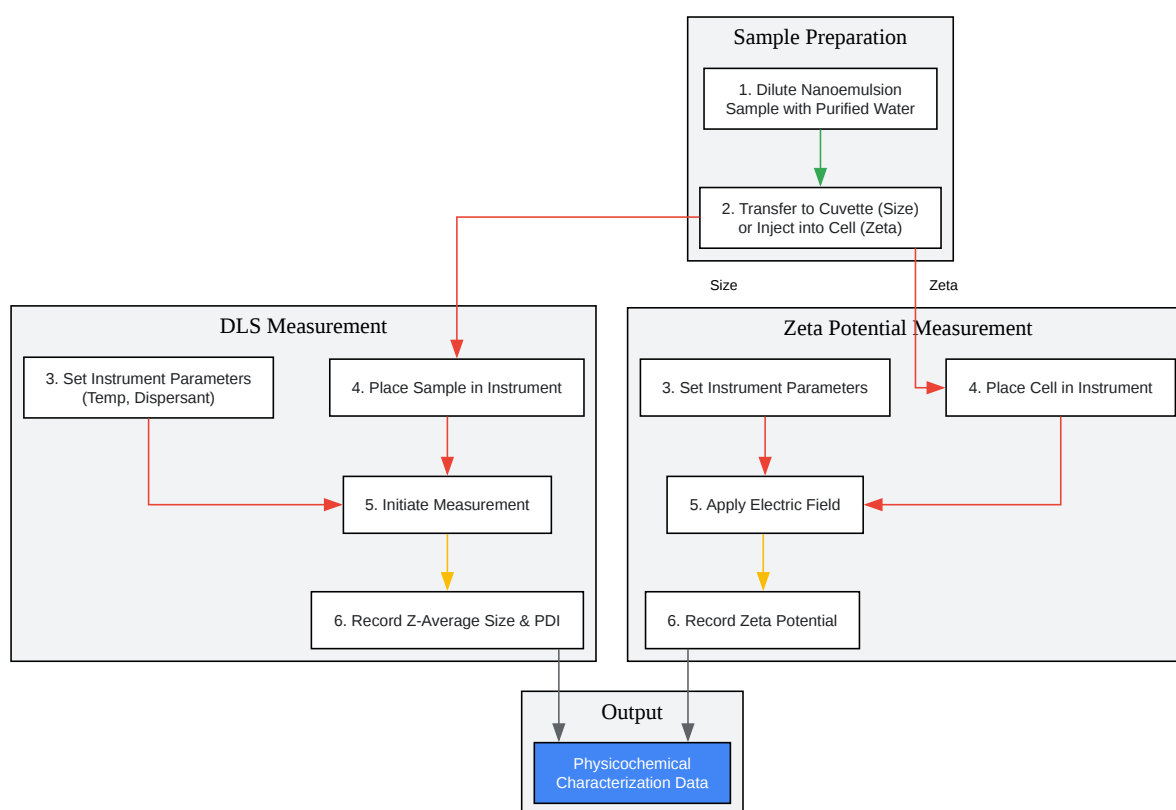 Sample Preparation
1. Dilute Nanoemulsion
Sample with Purified Water
2. Transfer to Cuvette (Size)
or Inject into Cell (Zeta)
Size
Zeta
DLS Measurement
3. Set Instrument Parameters
(Temp, Dispersant)
4. Place Sample in Instrument
5. Initiate Measurement
6. Record Z-Average Size & PDI
Zeta Potential Measurement
3. Set Instrument Parameters
4. Place Cell in Instrument
5. Apply Electric Field
6. Record Zeta Potential
Output
Physicochemical
Characterization Data